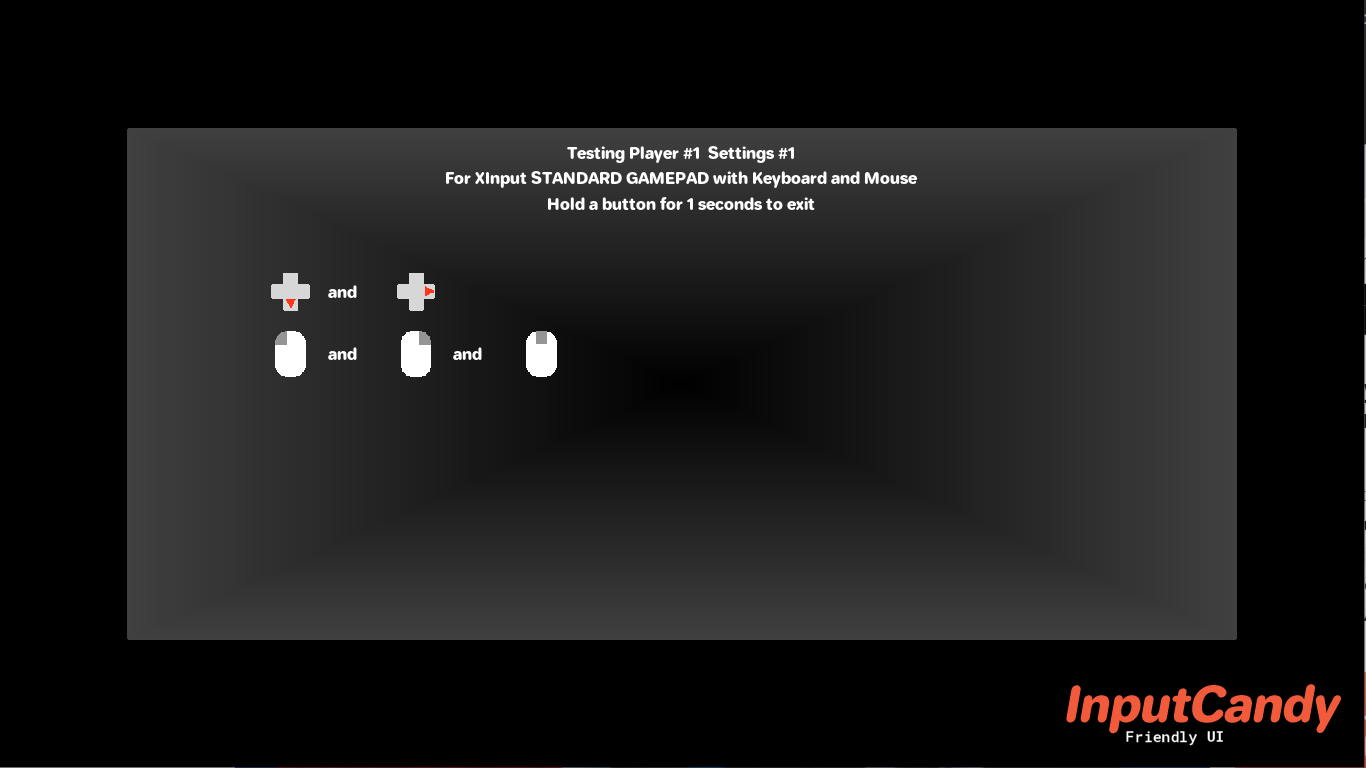 Testing Player #1 Settings #1
For XInput STANDARD GAMEPAD with Keyboard and Mouse
Hold a button for 1 seconds to exit
and
and and
InputCandy
Friendly UI